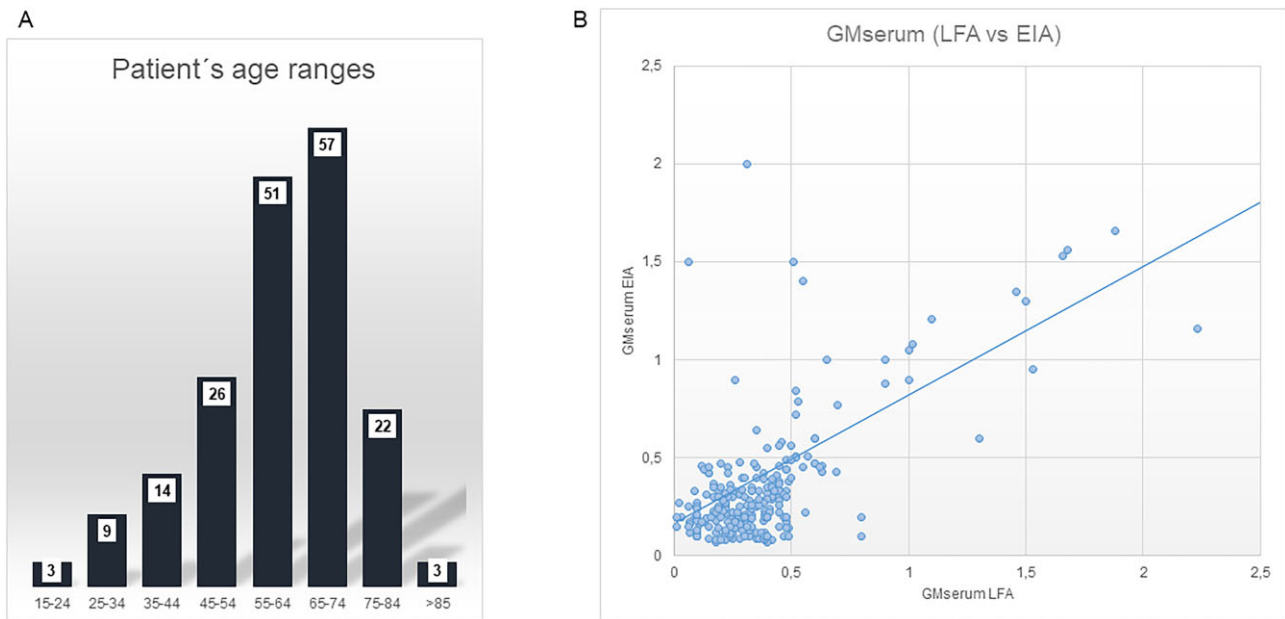 A
Patient´s age ranges
57
51
26
22
14
9
3
3
15-24 25-34 35-44 45-54 55-64 65-74 75-84 >85
B
GMserum (LFA vs EIA)
2,5
2
1,5
1
0,5
0
GMserum EIA
0 0,5 1 1,5 2 2,5
GMserum LFA